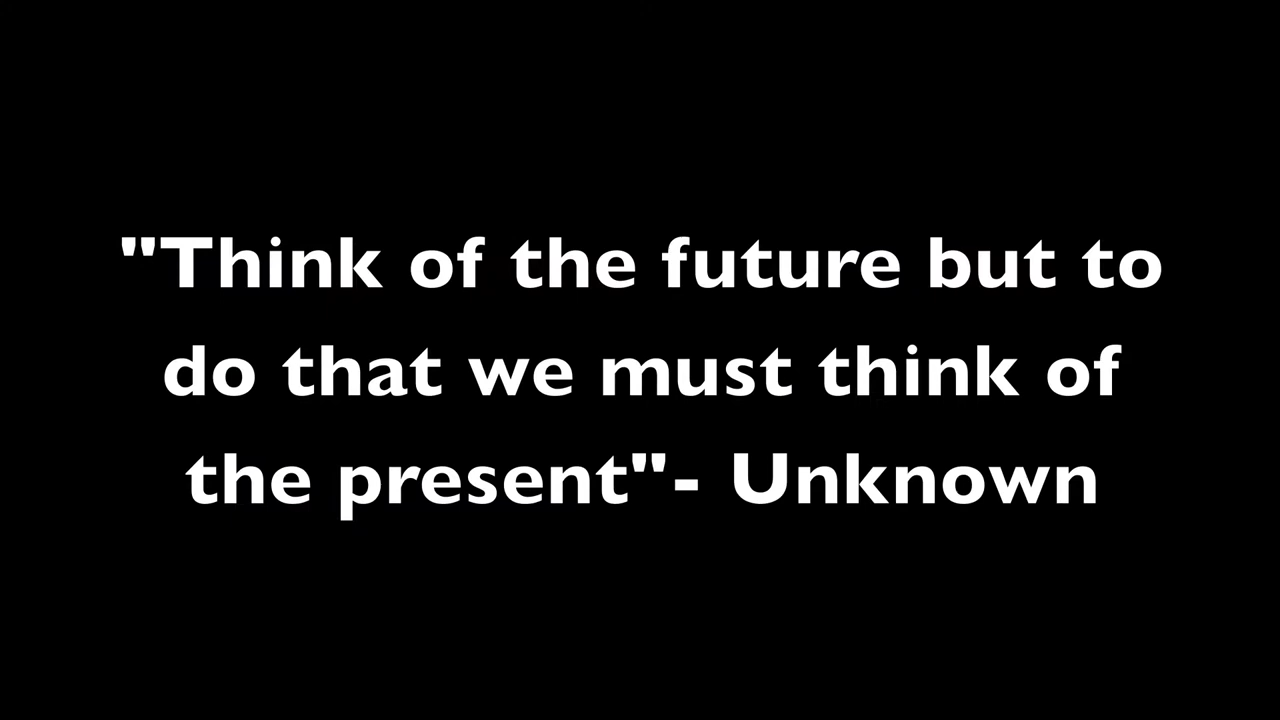 "Think of the future but to
do that we must think of
the present"- Unknown